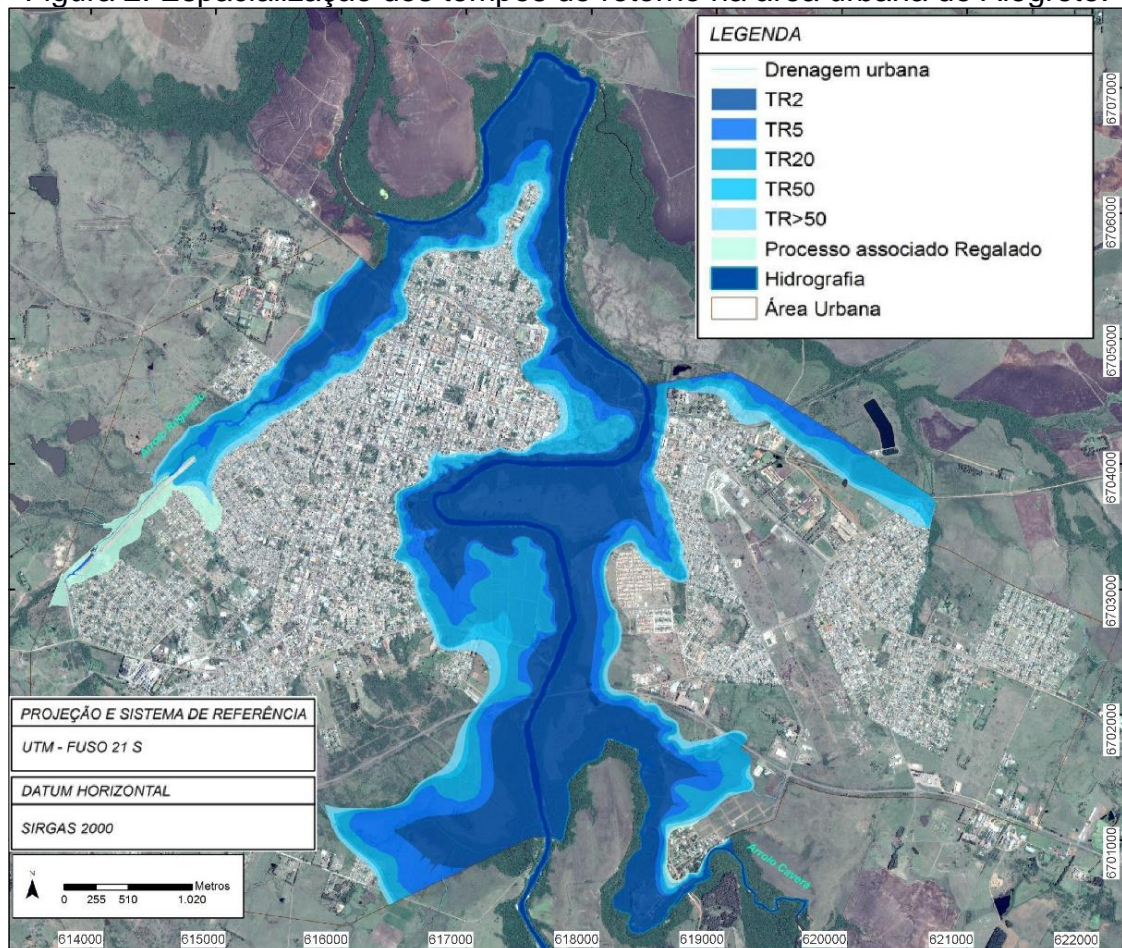 Figura 2. Espacialização dos tempos de retorno na área urbana de Alegrete.
LEGENDA
Drenagem urbana
TR2
TR5
TR20
TR50
TR>50
Processo associado Regalado
Hidrografia
Área Urbana
6707000
6706000
6705000
6704000
6703000
6702000
6701000
Arroio
Arroio Caverá
PROJEÇÃO E SISTEMA DE REFERÊNCIA
UTM - FUSO 21 S
DATUM HORIZONTAL
SIRGAS 2000
N
Metros
0 255 510 1.020
614000 615000 616000 617000 618000 619000 620000 621000 622000